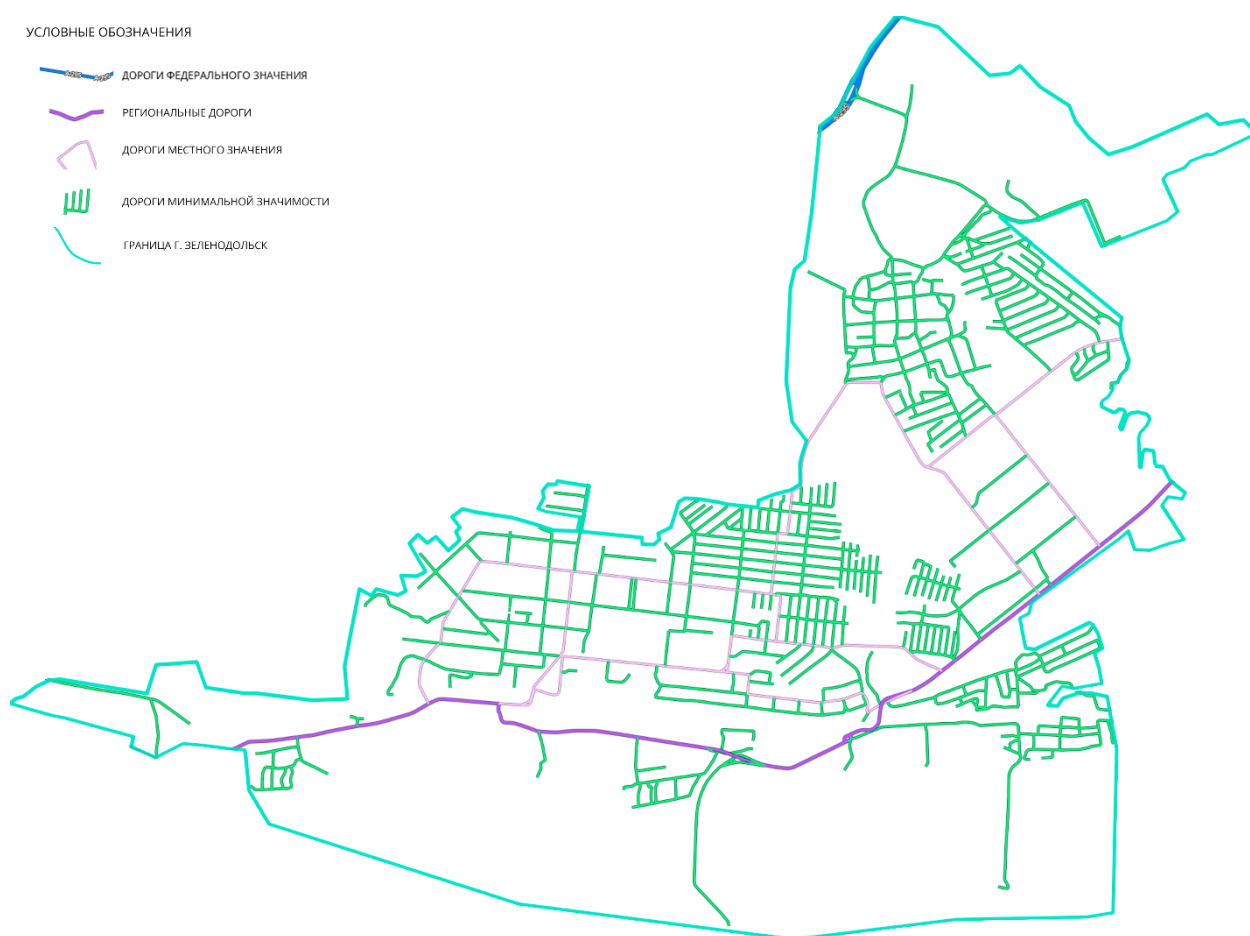 УСЛОВНЫЕ ОБОЗНАЧЕНИЯ
ДОРОГИ ФЕДЕРАЛЬНОГО ЗНАЧЕНИЯ
РЕГИОНАЛЬНЫЕ ДОРОГИ
ДОРОГИ МЕСТНОГО ЗНАЧЕНИЯ
ДОРОГИ МИНИМАЛЬНОЙ ЗНАЧИМОСТИ
ГРАНИЦА Г. ЗЕЛЕНОДОЛЬСК